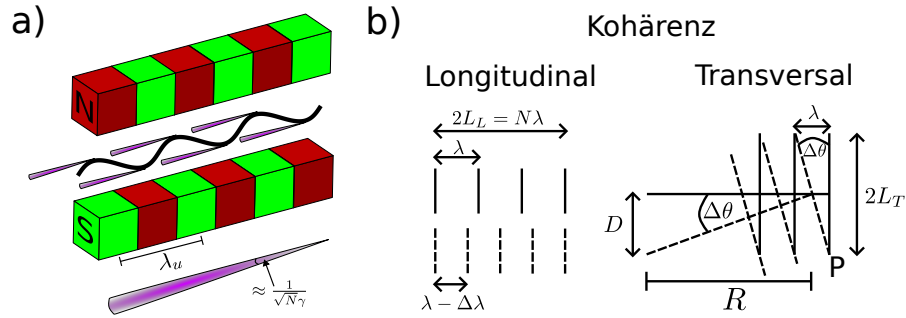 a)
N
S
λ_u
≈ 1/(√N γ)
b)
Kohärenz
Longitudinal
2L_L = Nλ
λ
λ − Δλ
Transversal
λ
Δθ
D
Δθ
2L_T
P
R